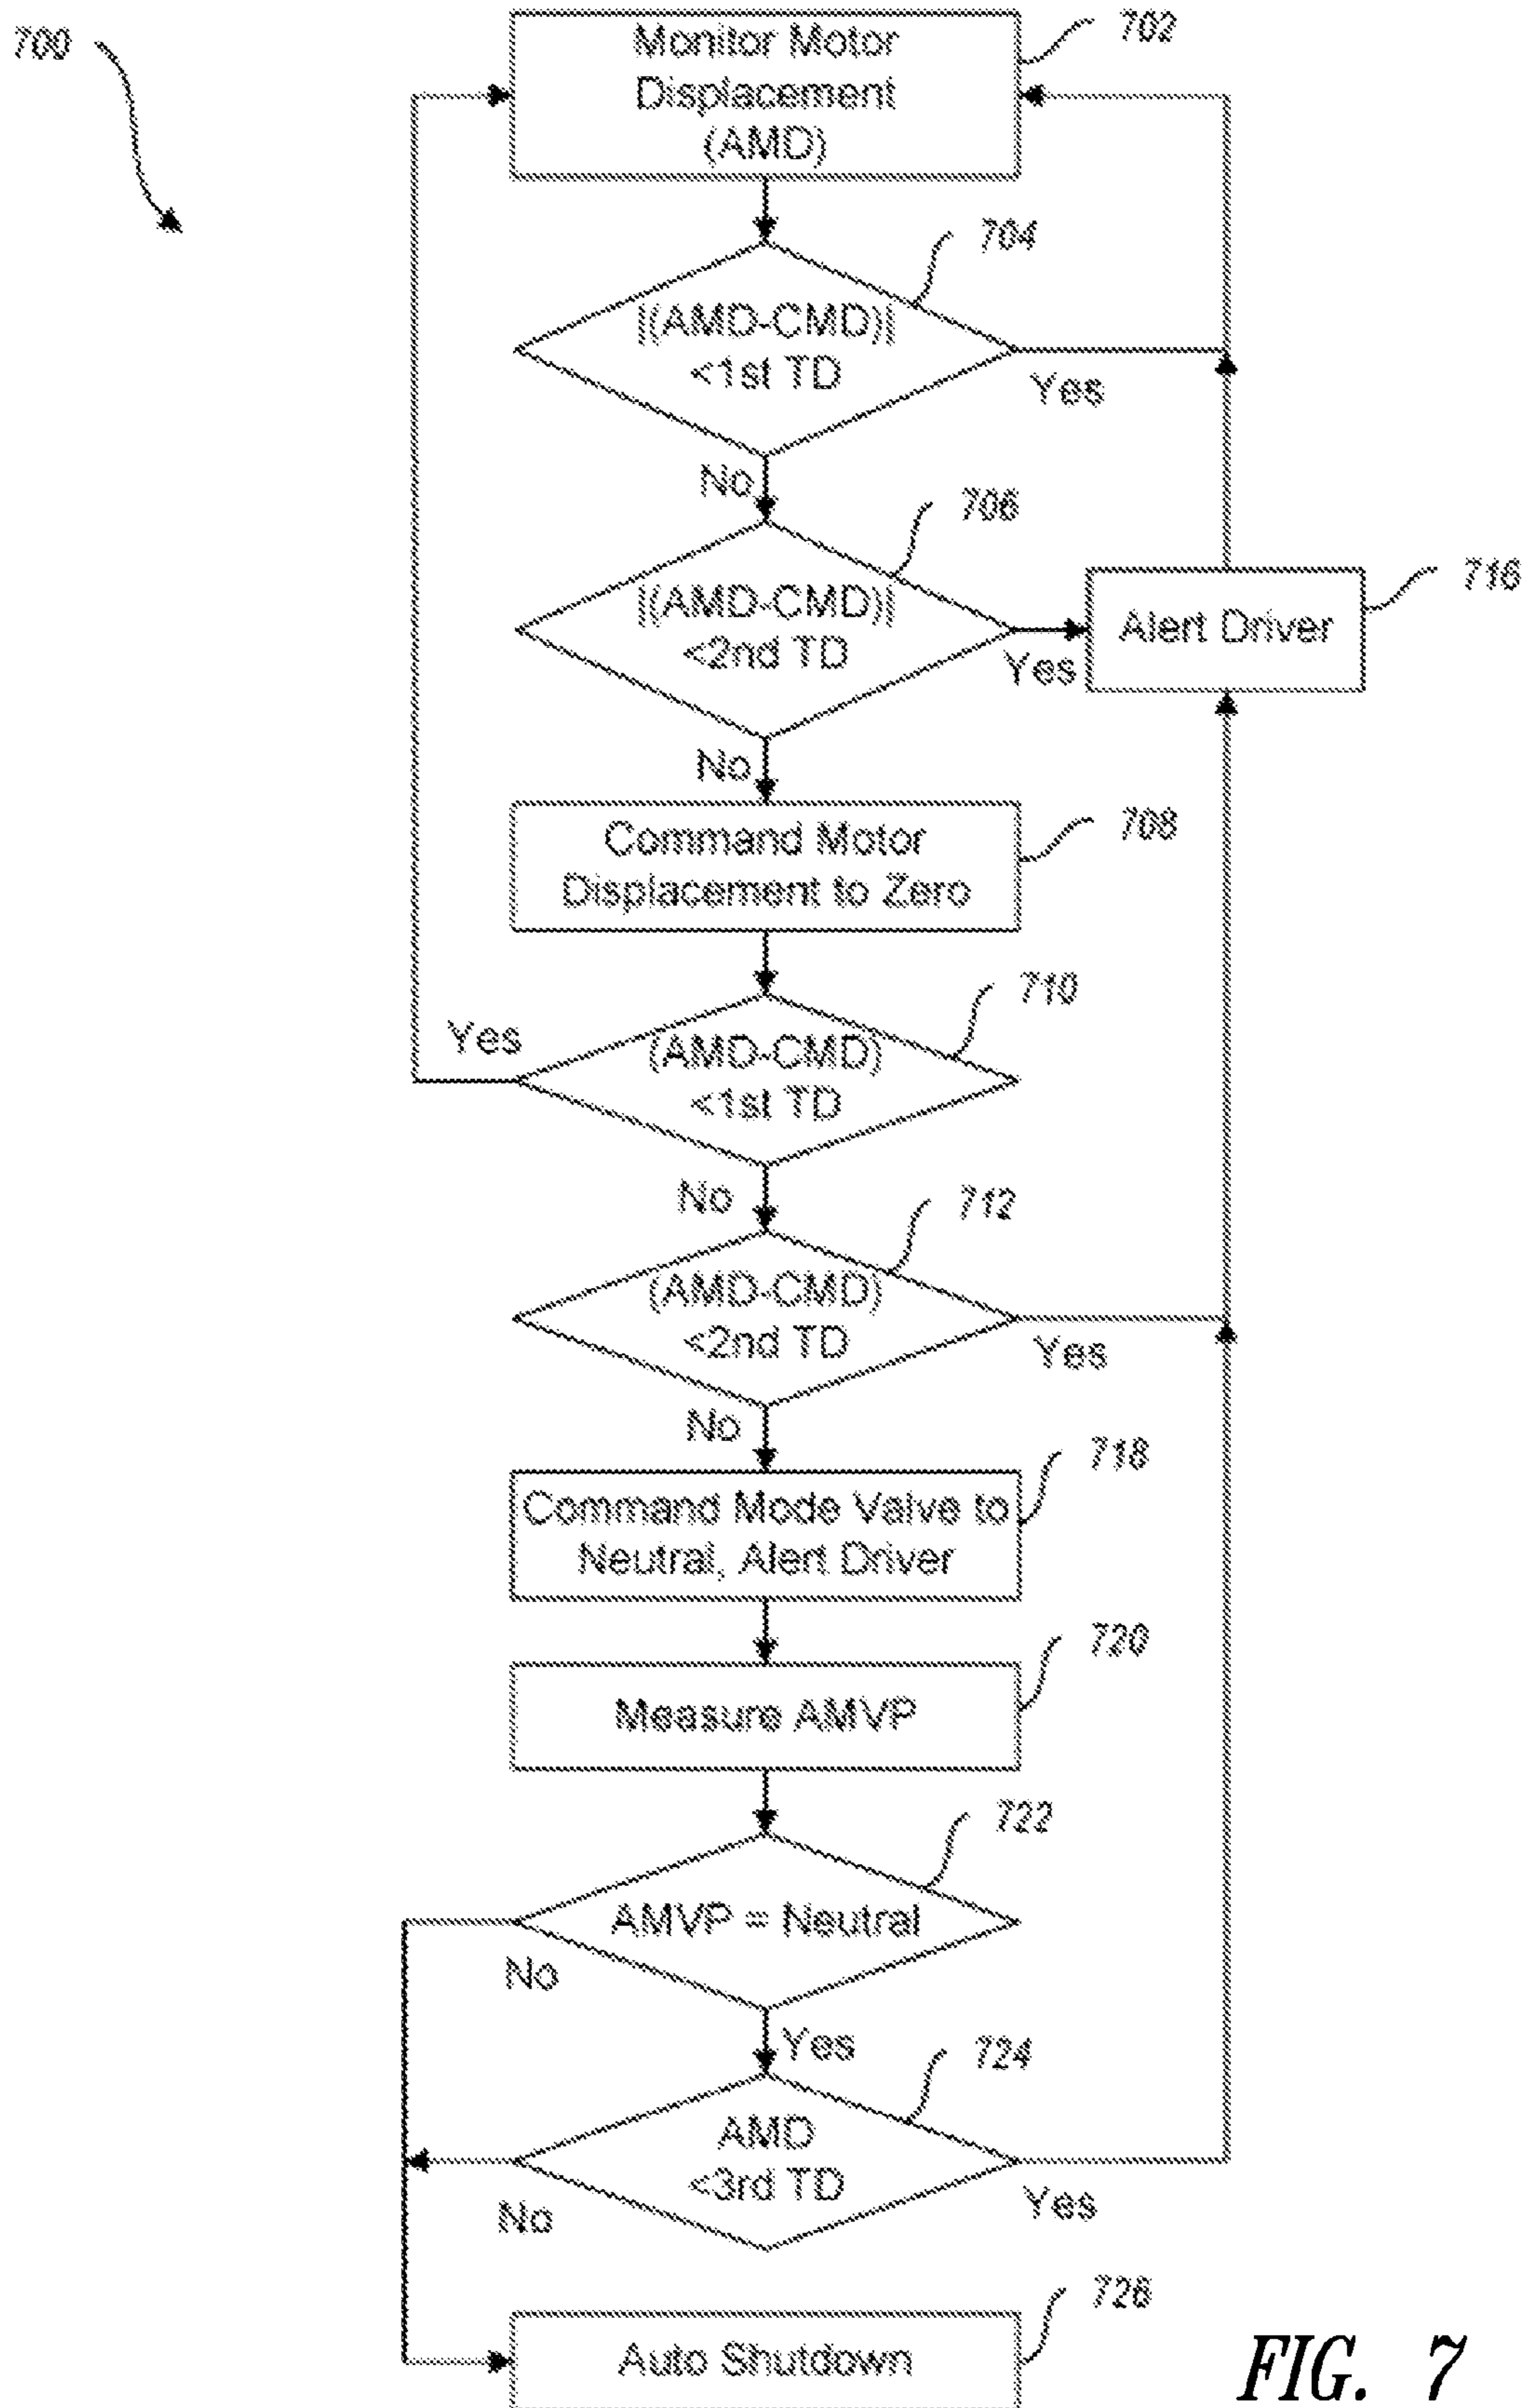 700
Monitor Motor
Displacement
(AMD)
702
|(AMD-CMD)|
<1st TD
704
Yes
No
|(AMD-CMD)|
<2nd TD
706
Yes
Alert Driver
716
No
Command Motor
Displacement to Zero
708
(AMD-CMD)
<1st TD
710
Yes
No
(AMD-CMD)
<2nd TD
712
Yes
No
Command Mode Valve to
Neutral, Alert Driver
718
Measure AMVP
720
AMVP = Neutral
722
No
Yes
AMD
<3rd TD
724
No
Yes
Auto Shutdown
726
FIG. 7